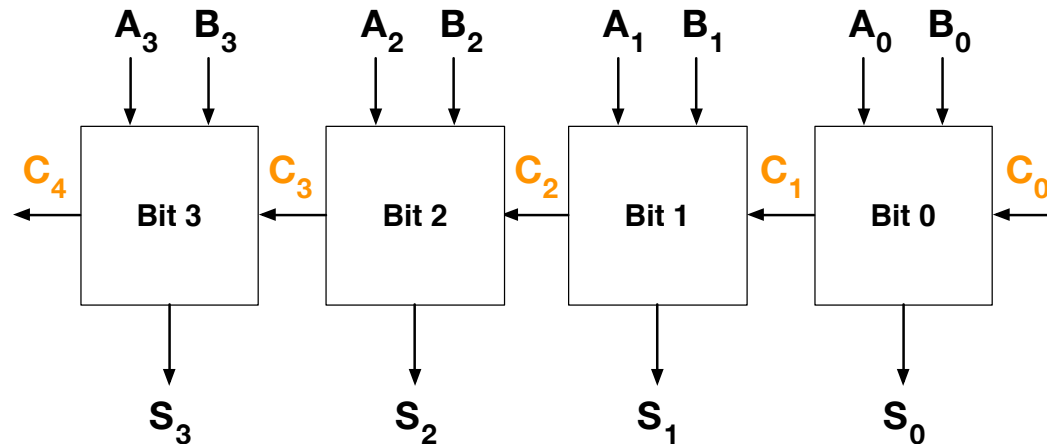 A₃ B₃ A₂ B₂ A₁ B₁ A₀ B₀
C₄ C₃ C₂ C₁ C₀
Bit 3 Bit 2 Bit 1 Bit 0
S₃ S₂ S₁ S₀